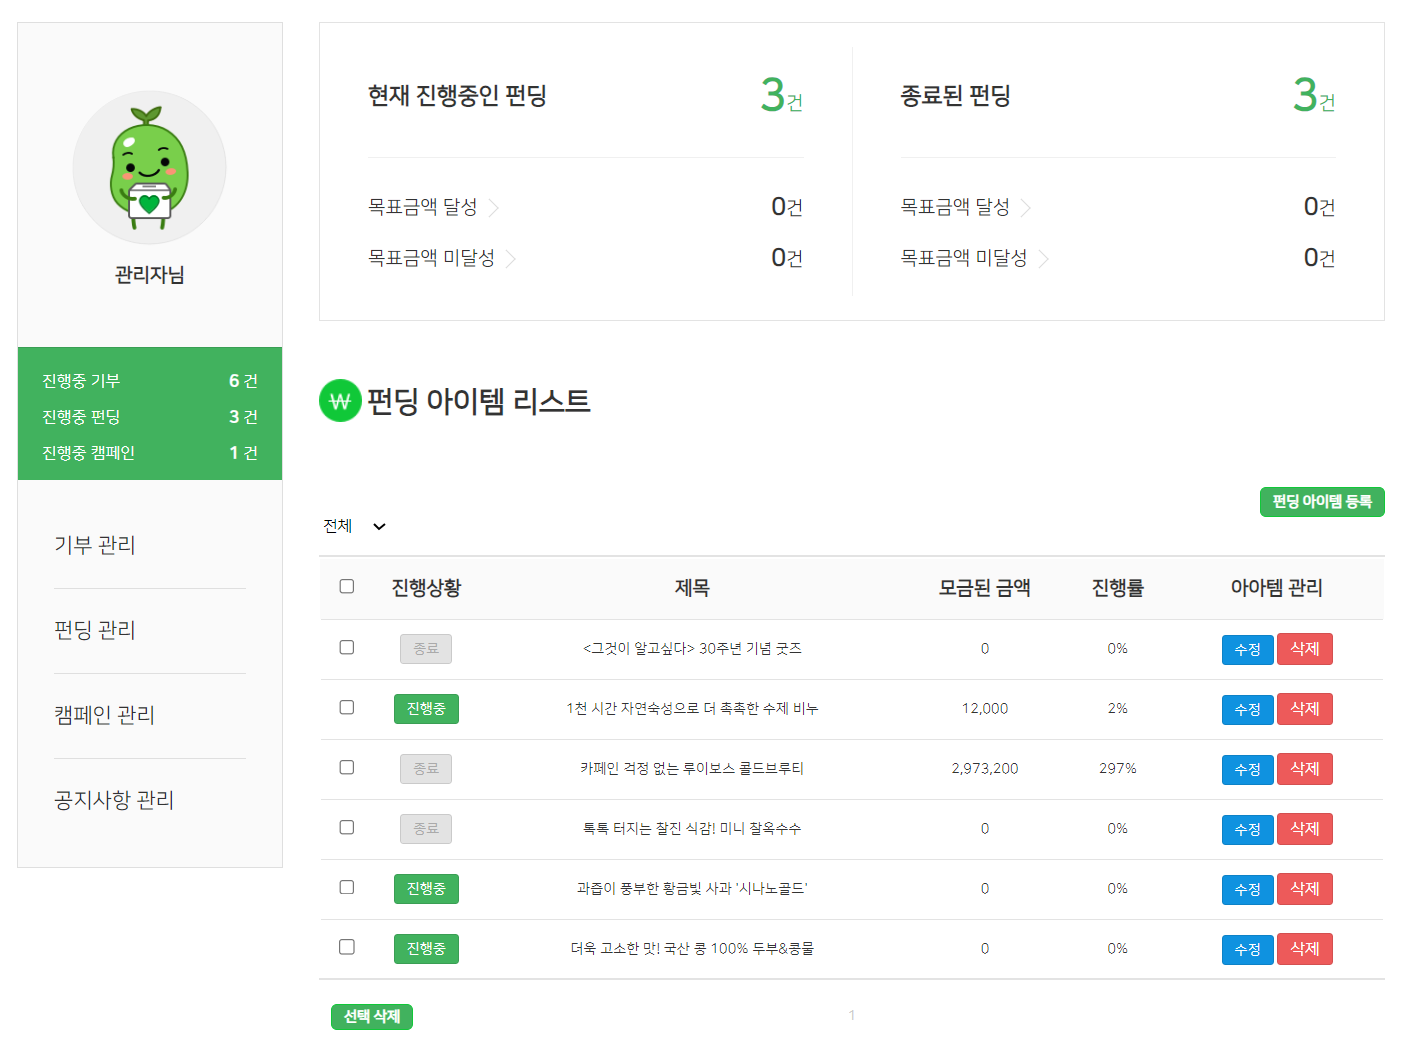 관리자님
진행중 기부 6 건
진행중 펀딩 3 건
진행중 캠페인 1 건
기부 관리
펀딩 관리
캠페인 관리
공지사항 관리
현재 진행중인 펀딩 3건
목표금액 달성 0건
목표금액 미달성 0건
종료된 펀딩 3건
목표금액 달성 0건
목표금액 미달성 0건
₩ 펀딩 아이템 리스트
펀딩 아이템 등록
전체
진행상황 제목 모금된 금액 진행률 아아템 관리
종료 <그것이 알고싶다> 30주년 기념 굿즈 0 0% 수정 삭제
진행중 1천 시간 자연숙성으로 더 촉촉한 수제 비누 12,000 2% 수정 삭제
종료 카페인 걱정 없는 루이보스 콜드브루티 2,973,200 297% 수정 삭제
종료 톡톡 터지는 찰진 식감! 미니 찰옥수수 0 0% 수정 삭제
진행중 과즙이 풍부한 황금빛 사과 '시나노골드' 0 0% 수정 삭제
진행중 더욱 고소한 맛! 국산 콩 100% 두부&콩물 0 0% 수정 삭제
선택 삭제 1